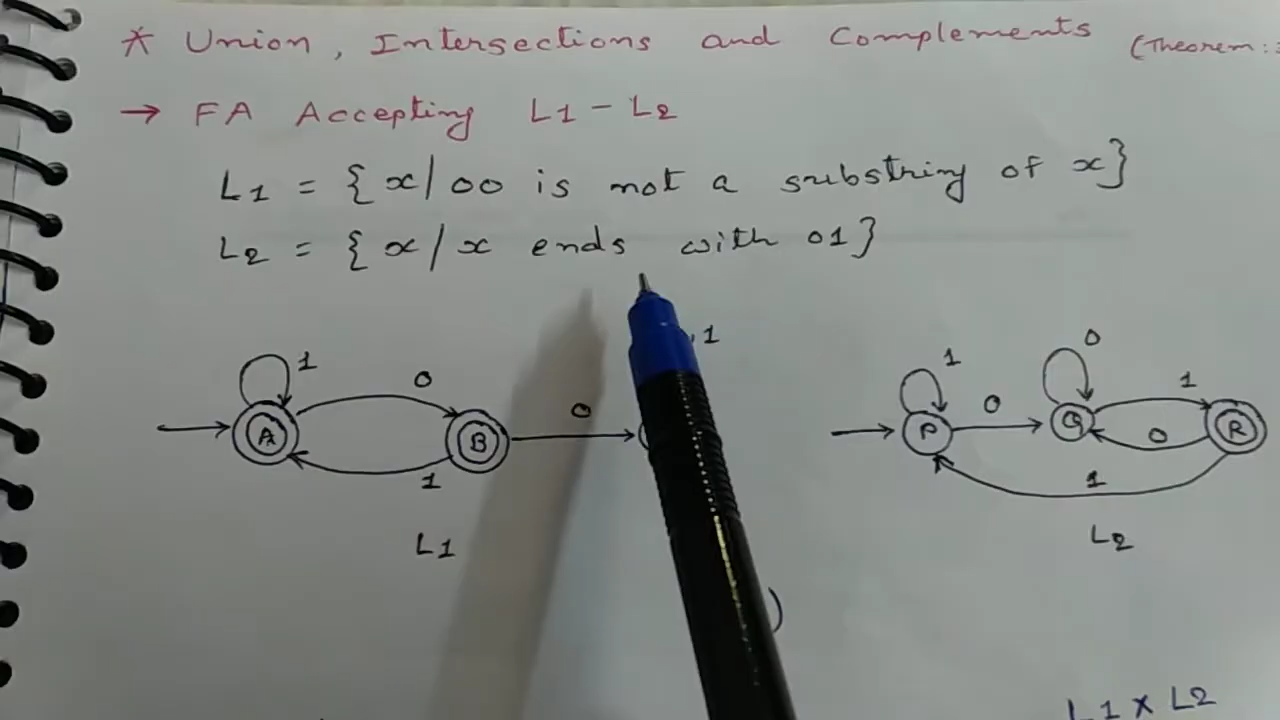 * Union, Intersections and Complements (Theorem:
→ FA Accepting L1 - L2
L1 = {x/00 is not a substring of x}
L2 = {x/x ends with 01}
1 0 0 , 1 1 0 0 1
A B P Q R
1 0 1
L1 L2
)
L1 x L2